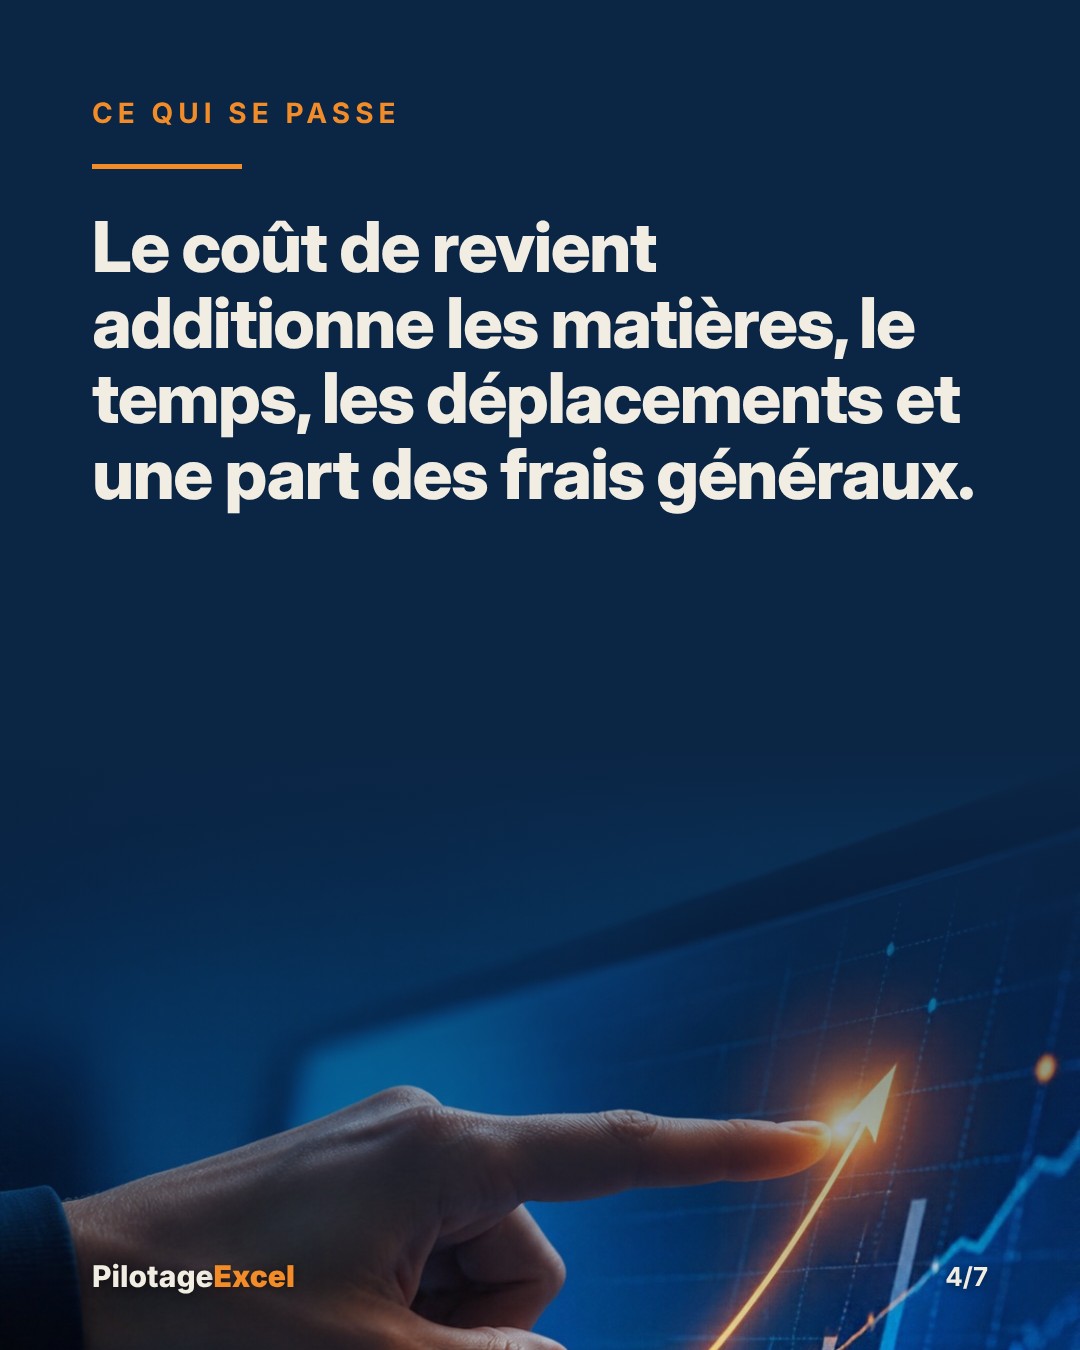 CE QUI SE PASSE
Le coût de revient
additionne les matières, le
temps, les déplacements et
une part des frais généraux.
PilotageExcel
4/7